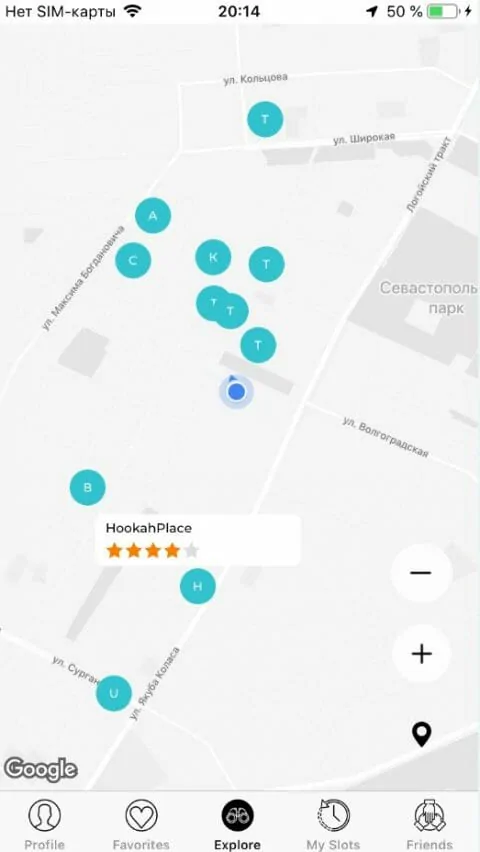 Нет SIM-карты
20:14
50 %
ул. Кольцова
T
ул. Широкая
Логойский тракт
A
ул. Максима Богдановича
C
K
T
Севастополь
парк
T
T
T
ул. Волгоградская
B
HookahPlace
H
ул. Сурган
U
ул. Якуба Коласа
Google
Profile
Favorites
Explore
My Slots
Friends